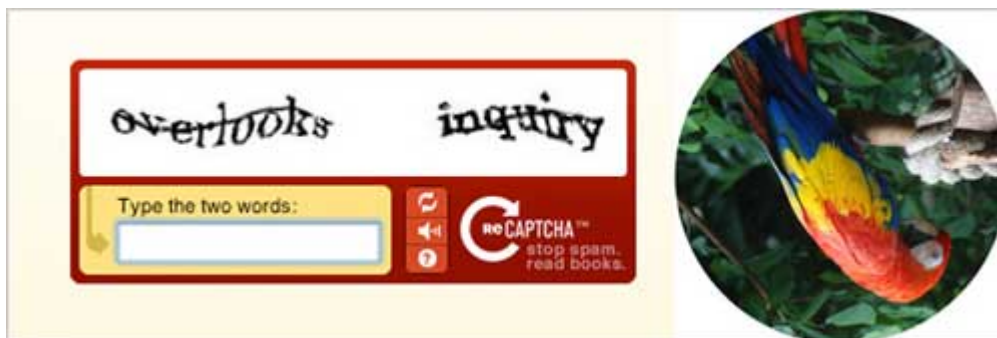 overlooks inquiry
Type the two words:
ReCAPTCHA™
stop spam.
read books.